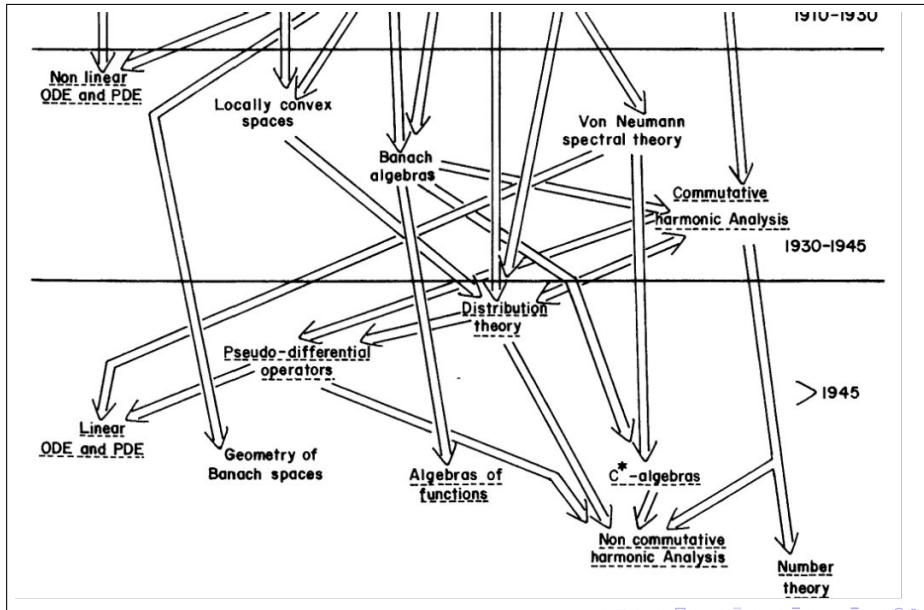 1910-1930
Non linear
ODE and PDE
Locally convex
spaces
Von Neumann
spectral theory
Banach
algebras
Commutative
harmonic Analysis
1930-1945
Distribution
theory
Pseudo-differential
operators
>1945
Linear
ODE and PDE
Geometry of
Banach spaces
Algebras of
functions
C*-algebras
Non commutative
harmonic Analysis
Number
theory